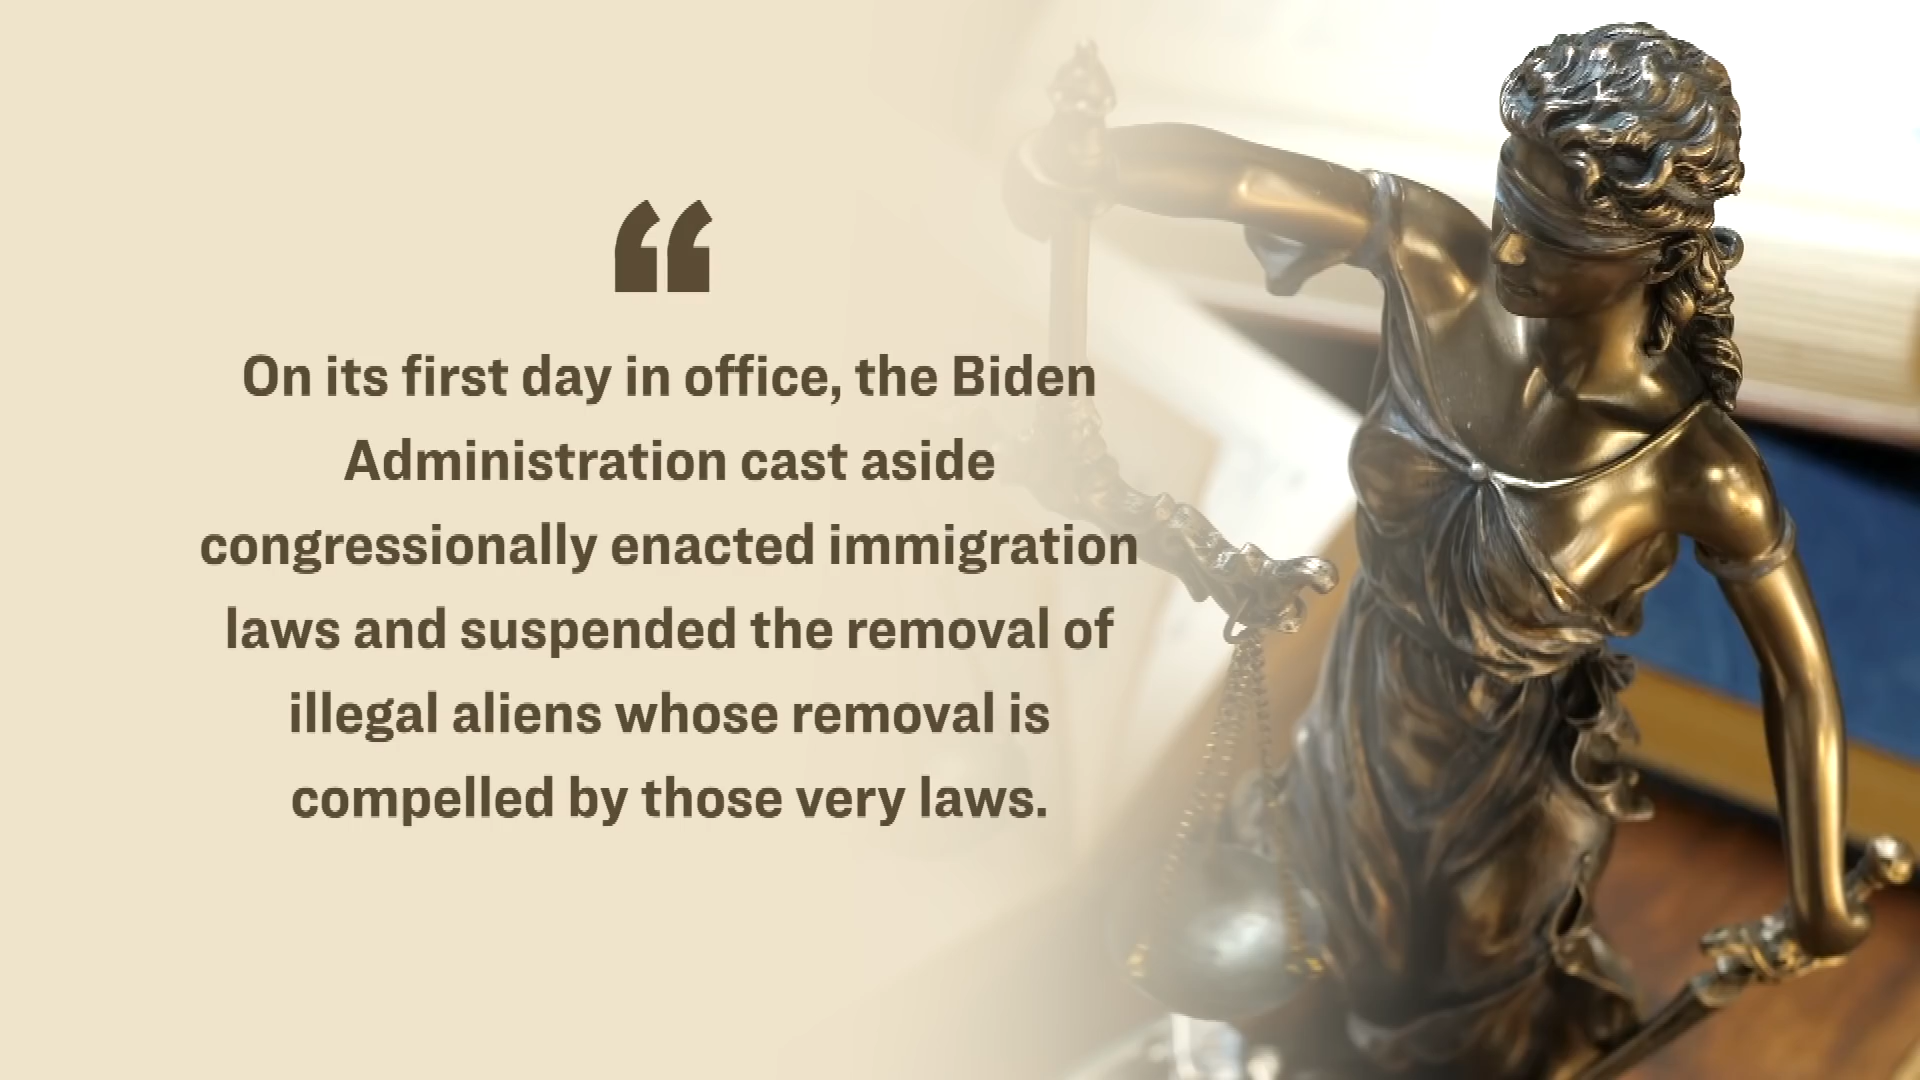 “
On its first day in office, the Biden
Administration cast aside
congressionally enacted immigration
laws and suspended the removal of
illegal aliens whose removal is
compelled by those very laws.